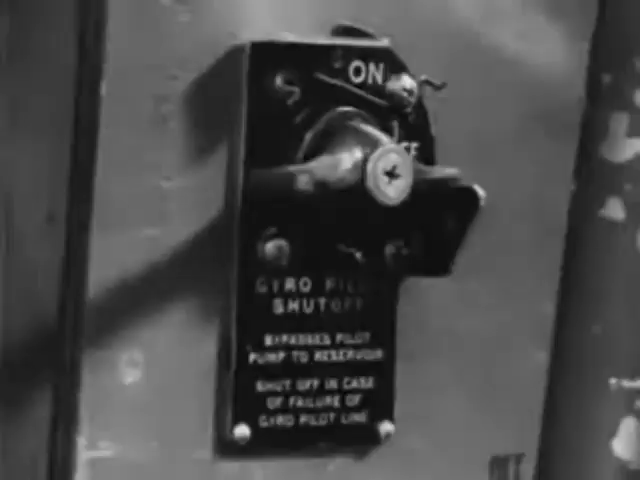 ON
GYRO PILOT
SHUTOFF
BYPASSES PILOT
PUMP TO RESERVOIR
SHUT OFF IN CASE
OF FAILURE OF
GYRO PILOT LINE